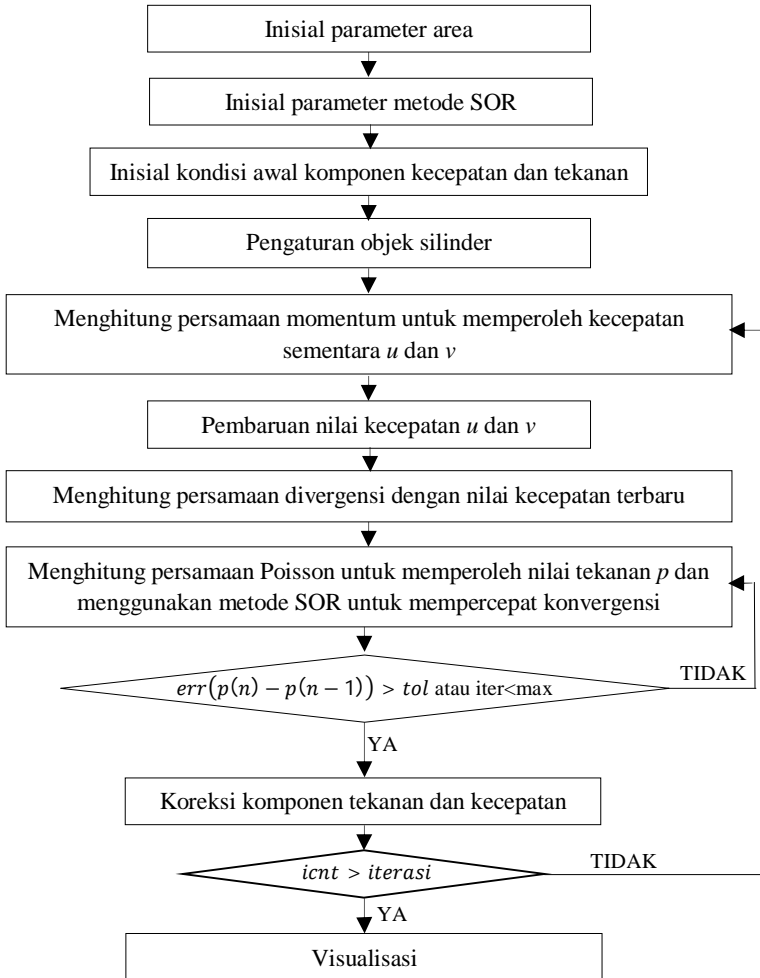 Inisial parameter area
Inisial parameter metode SOR
Inisial kondisi awal komponen kecepatan dan tekanan
Pengaturan objek silinder
Menghitung persamaan momentum untuk memperoleh kecepatan
sementara u dan v
Pembaruan nilai kecepatan u dan v
Menghitung persamaan divergensi dengan nilai kecepatan terbaru
Menghitung persamaan Poisson untuk memperoleh nilai tekanan p dan
menggunakan metode SOR untuk mempercepat konvergensi
err(p(n) − p(n − 1)) > tol atau iter<max
TIDAK
YA
Koreksi komponen tekanan dan kecepatan
icnt > iterasi
TIDAK
YA
Visualisasi